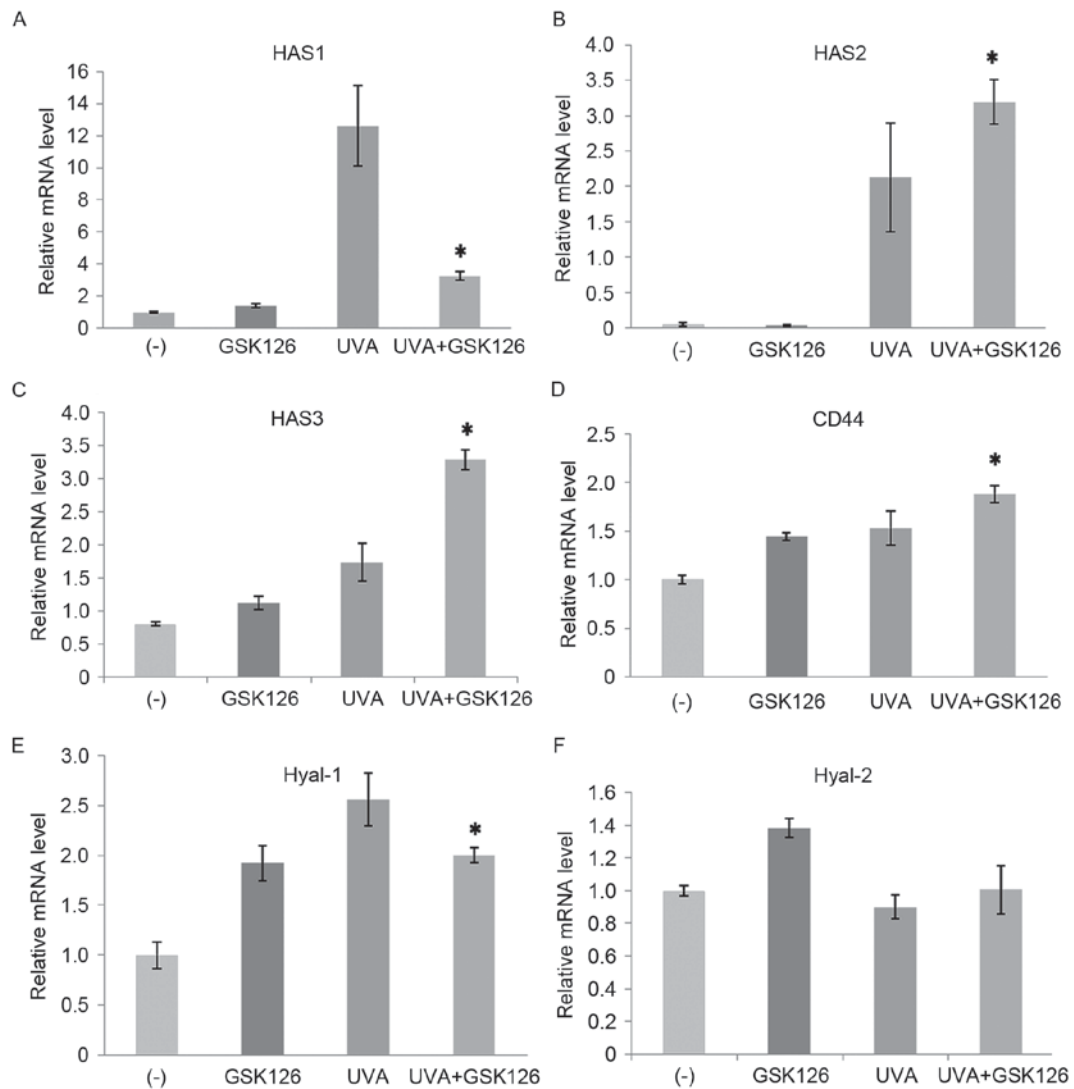 A
HAS1
Relative mRNA level
16
14
12
10
8
6
4
2
0
*
(-) GSK126 UVA UVA+GSK126
B
HAS2
Relative mRNA level
4.0
3.5
3.0
2.5
2.0
1.5
1.0
0.5
0
*
(-) GSK126 UVA UVA+GSK126
C
HAS3
Relative mRNA level
4.0
3.5
3.0
2.5
2.0
1.5
1.0
0.5
0
*
(-) GSK126 UVA UVA+GSK126
D
CD44
Relative mRNA level
2.5
2.0
1.5
1.0
0.5
0
*
(-) GSK126 UVA UVA+GSK126
E
Hyal-1
Relative mRNA level
3.0
2.5
2.0
1.5
1.0
0.5
0
*
(-) GSK126 UVA UVA+GSK126
F
Hyal-2
Relative mRNA level
1.6
1.4
1.2
1.0
0.8
0.6
0.4
0.2
0
(-) GSK126 UVA UVA+GSK126